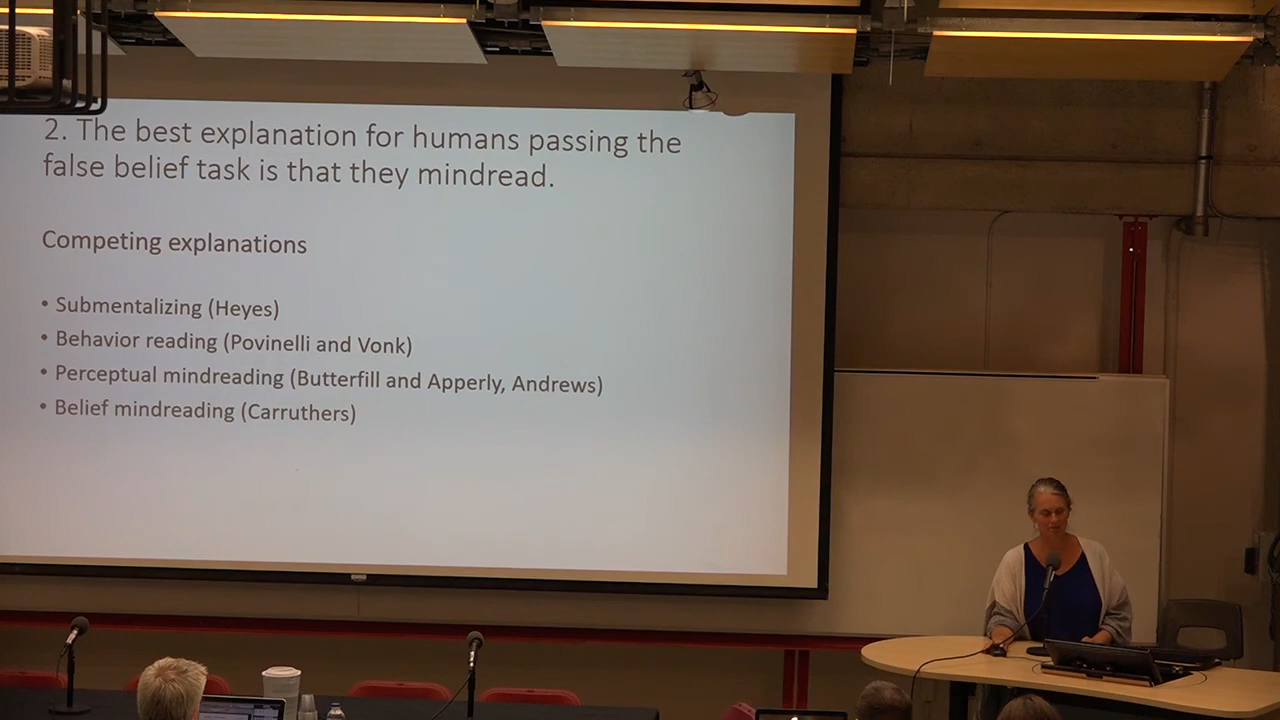 2. The best explanation for humans passing the
false belief task is that they mindread.
Competing explanations
• Submentalizing (Heyes)
• Behavior reading (Povinelli and Vonk)
• Perceptual mindreading (Butterfill and Apperly, Andrews)
• Belief mindreading (Carruthers)